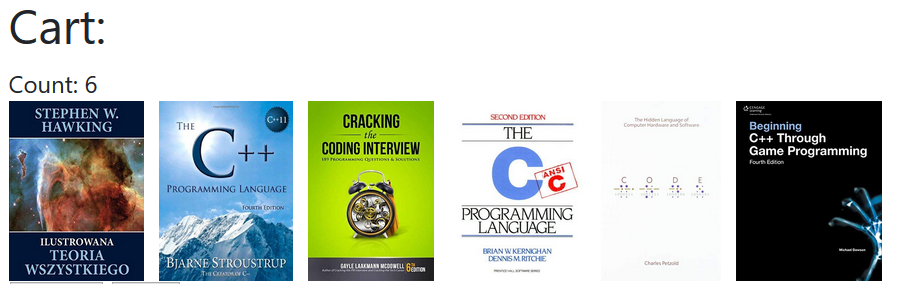 Cart:
Count: 6
STEPHEN W.
HAWKING
ILUSTROWANA
TEORIA
WSZYSTKIEGO
C++11
THE
C++
PROGRAMMING LANGUAGE
FOURTH EDITION
BJARNE STROUSTRUP
THE CREATOR OF C++
CRACKING
the
CODING INTERVIEW
189 PROGRAMMING QUESTIONS & SOLUTIONS
GAYLE LAAKMANN MCDOWELL
6TH
EDITION
SECOND EDITION
THE
C
ANSI
C
PROGRAMMING
LANGUAGE
BRIAN W. KERNIGHAN
DENNIS M. RITCHIE
PRENTICE HALL SOFTWARE SERIES
The Hidden Language of
Computer Hardware and Software
C O D E
Charles Petzold
CENGAGE
Learning
Beginning
C++ Through
Game Programming
Fourth Edition
Michael Dawson